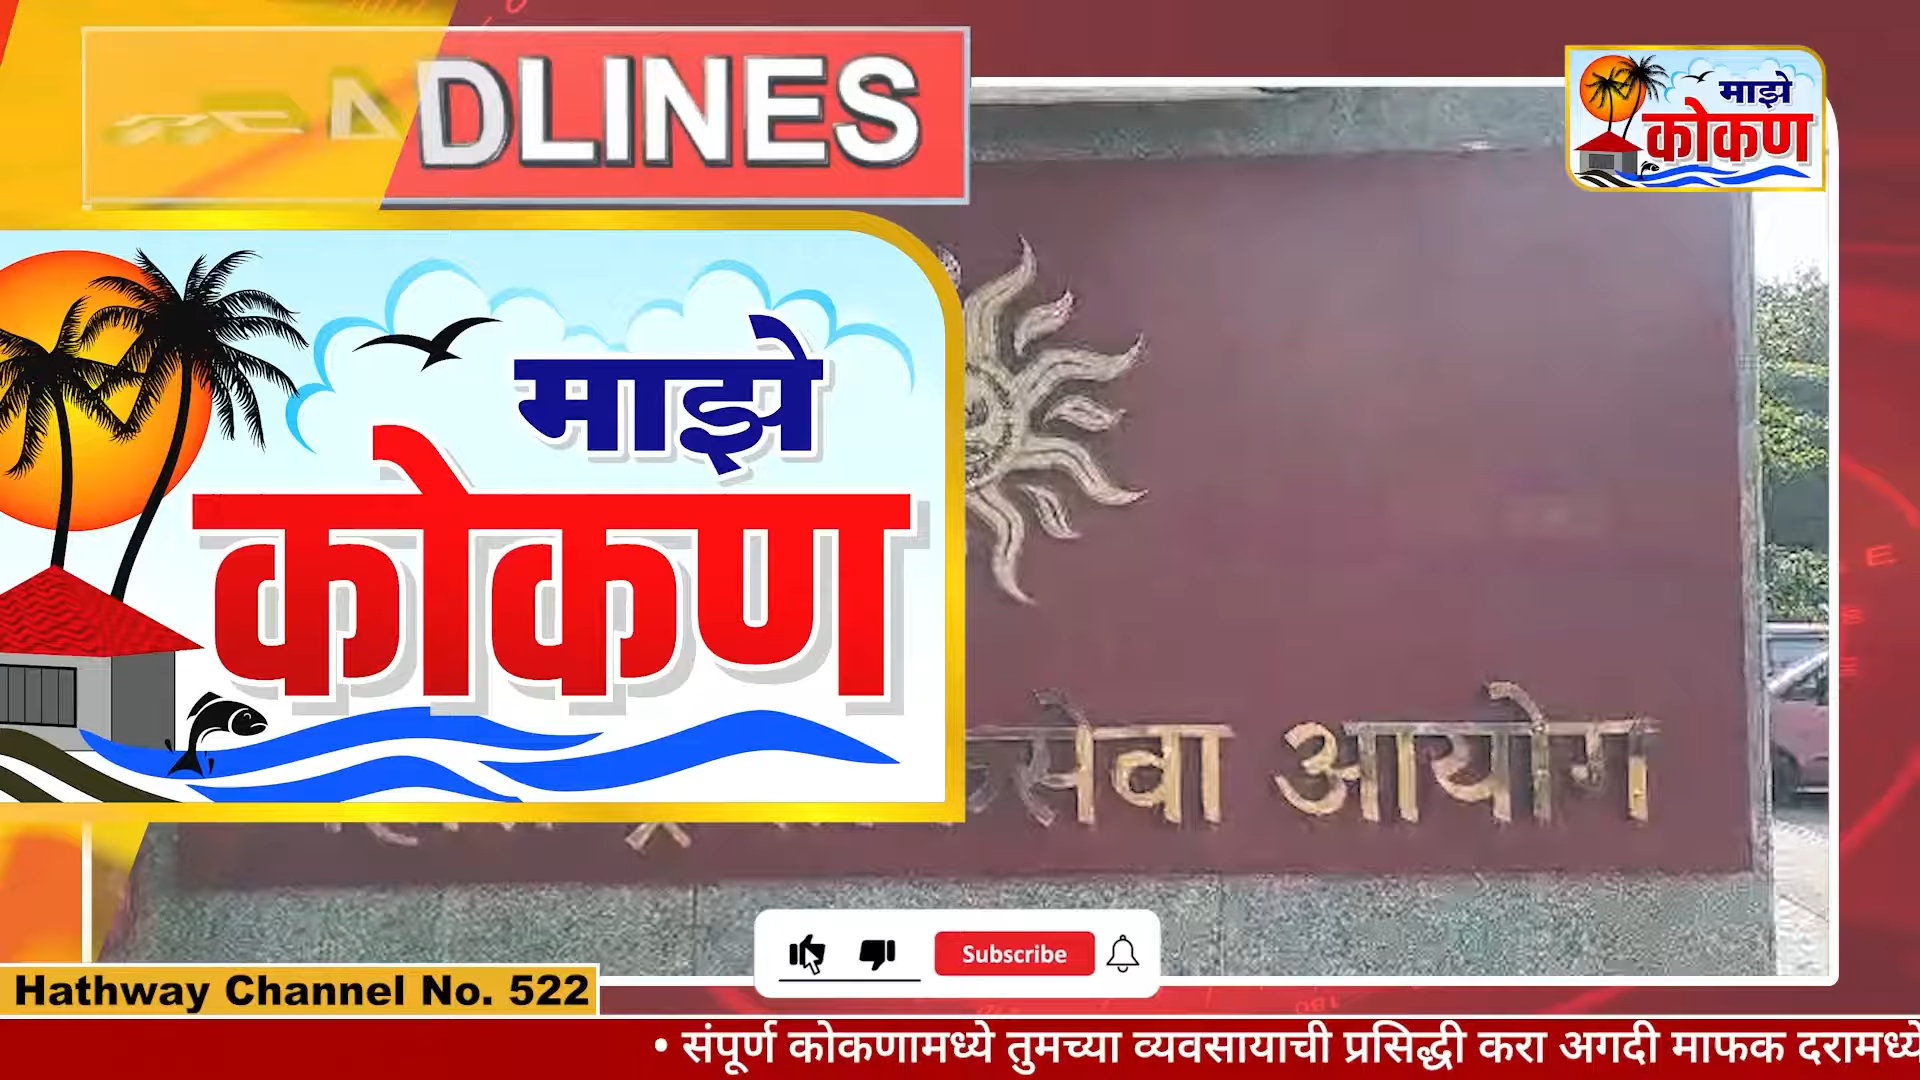 DLINES
माझे
कोकण
माझे
कोकण
सेवा आयोग
Subscribe
Hathway Channel No. 522
• संपूर्ण कोकणामध्ये तुमच्या व्यवसायाची प्रसिद्धी करा अगदी माफक दरामध्ये